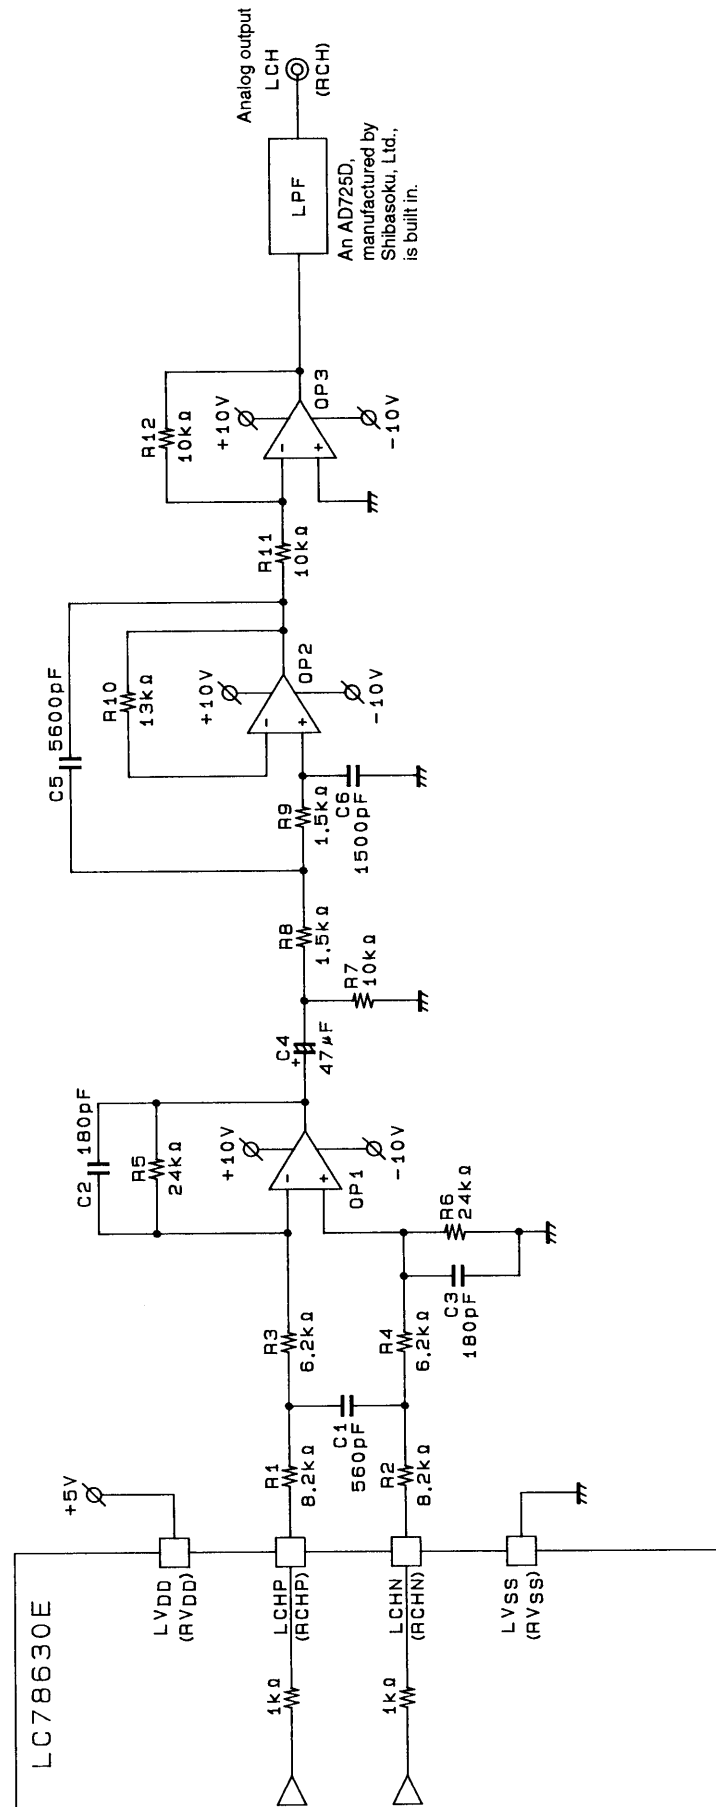 LC78630E
+5V
LVDD
(RVDD)
LCHP
(RCHP)
LCHN
(RCHN)
LVSS
(RVSS)
1kΩ
1kΩ
R1
8.2kΩ
R2
8.2kΩ
C1
560pF
R3
6.2kΩ
R4
6.2kΩ
C2
180pF
R5
24kΩ
C3
180pF
R6
24kΩ
-
+
OP1
+10V
-10V
C4
+
47μF
R7
10kΩ
R8
1.5kΩ
R9
1.5kΩ
C5
5600pF
C6
1500pF
R10
13kΩ
-
+
OP2
+10V
-10V
R11
10kΩ
R12
10kΩ
-
+
OP3
+10V
-10V
LPF
An AD725D,
manufactured by
Shibasoku, Ltd.,
is built in.
Analog output
LCH
(RCH)